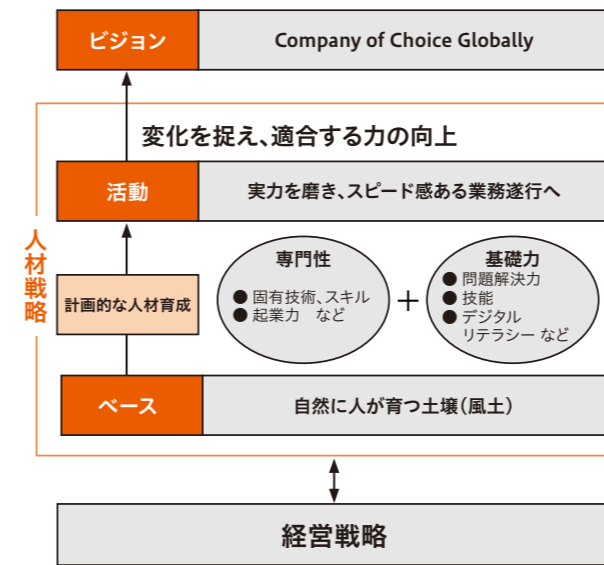 ビジョン
Company of Choice Globally
変化を捉え、適合する力の向上
活動
実力を磨き、スピード感ある業務遂行へ
人材戦略
計画的な人材育成
専門性
● 固有技術、スキル
● 起業力 など
+
基礎力
● 問題解決力
● 技能
● デジタル
リテラシー など
ベース
自然に人が育つ土壌(風土)
経営戦略